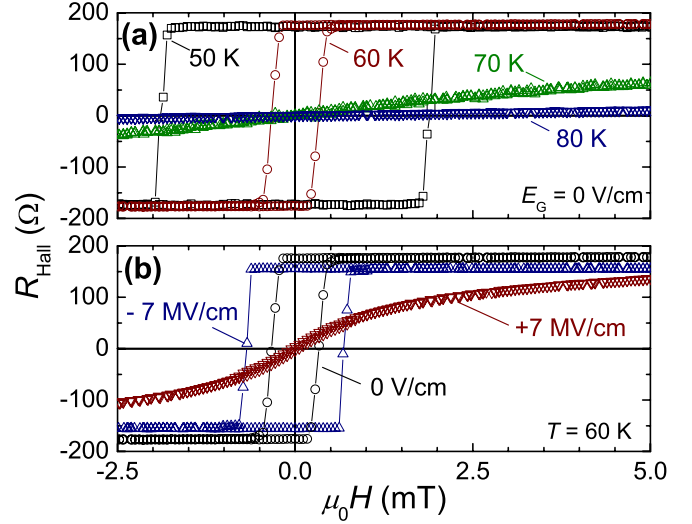 200
(a)
50 K
60 K
70 K
100
0
80 K
-100
E_G = 0 V/cm
-200
R_Hall (Ω)
200
(b)
100
- 7 MV/cm
+7 MV/cm
0
0 V/cm
-100
T = 60 K
-200
-2.5
0.0
2.5
5.0
μ₀H (mT)